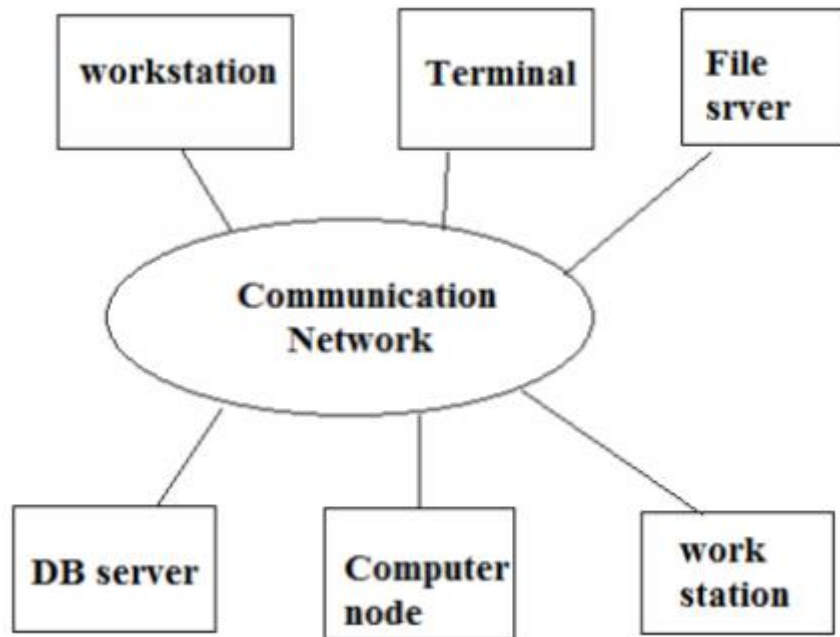 workstation
Terminal
File
srver
Communication
Network
DB server
Computer
node
work
station